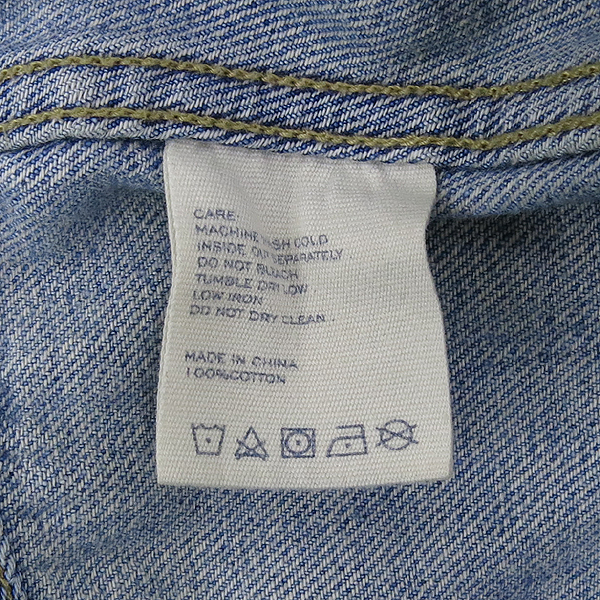 CARE.
MACHINE WASH COLD
INSIDE OUT SEPARATELY
DO NOT BLEACH
TUMBLE DRY LOW
LOW IRON
DO NOT DRY CLEAN
MADE IN CHINA
100%COTTON